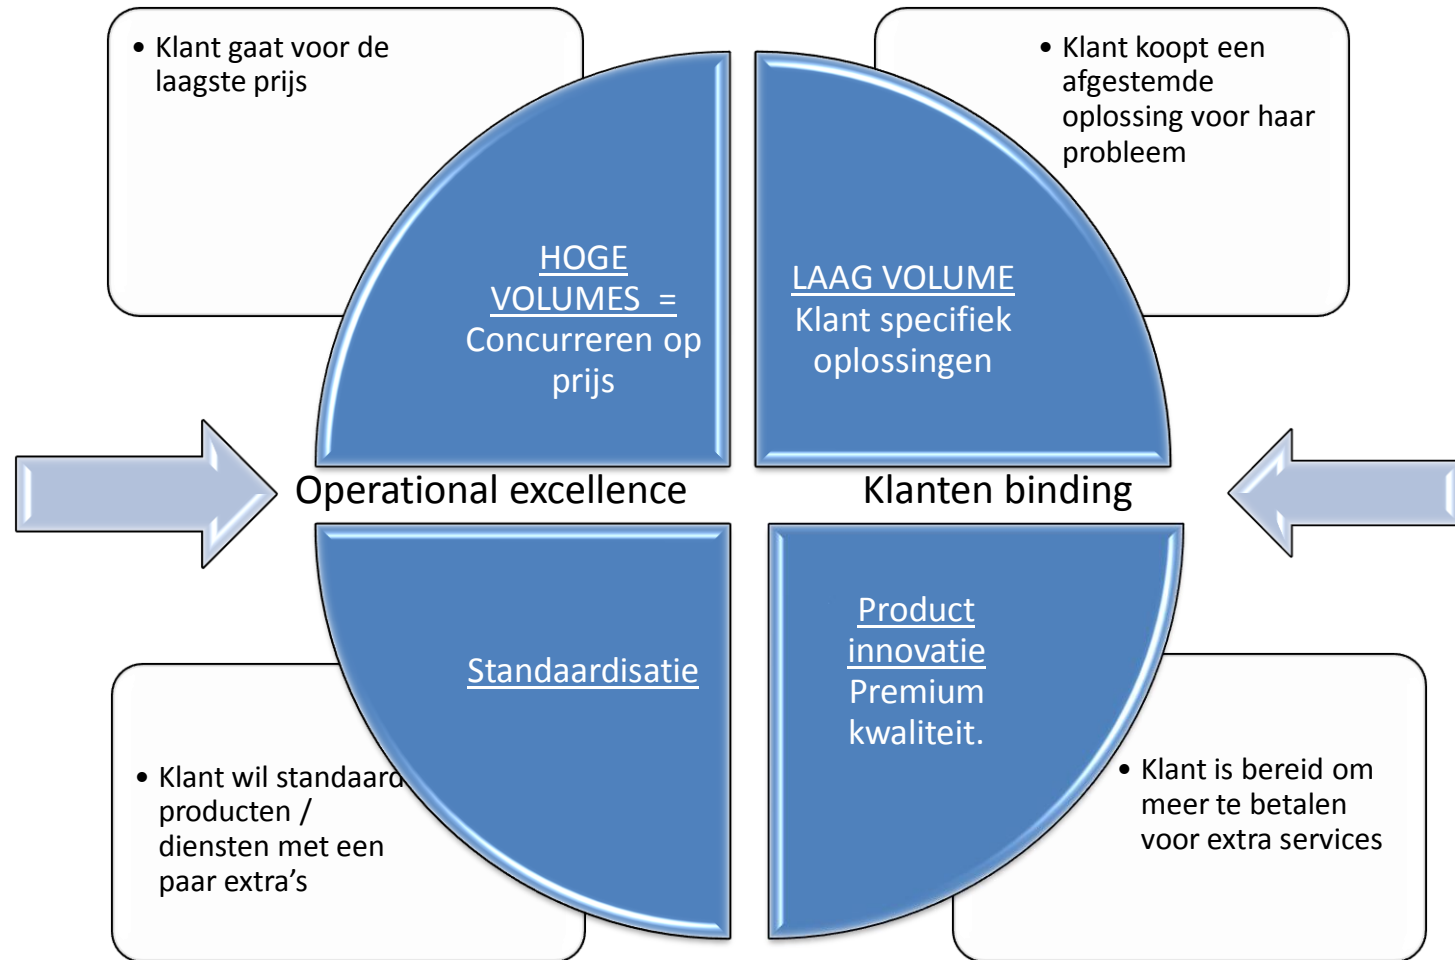 • Klant gaat voor de
laagste prijs
• Klant koopt een
afgestemde
oplossing voor haar
probleem
HOGE
VOLUMES  =
Concurreren op
prijs
LAAG VOLUME
Klant specifiek
oplossingen
Operational excellence
Klanten binding
Standaardisatie
Product
innovatie
Premium
kwaliteit.
• Klant wil standaard
producten /
diensten met een
paar extra's
• Klant is bereid om
meer te betalen
voor extra services